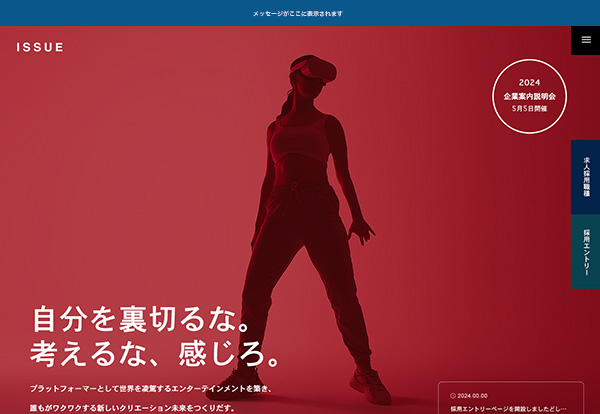 メッセージがここに表示されます
ISSUE
2024
企業案内説明会
5月5日開催
求人採用職種
採用エントリー
自分を裏切るな。
考えるな、感じろ。
プラットフォーマーとして世界を凌駕するエンターテインメントを築き、
誰もがワクワクする新しいクリエーション未来をつくりだす。
2024.00.00
採用エントリーページを開設しましたどし…